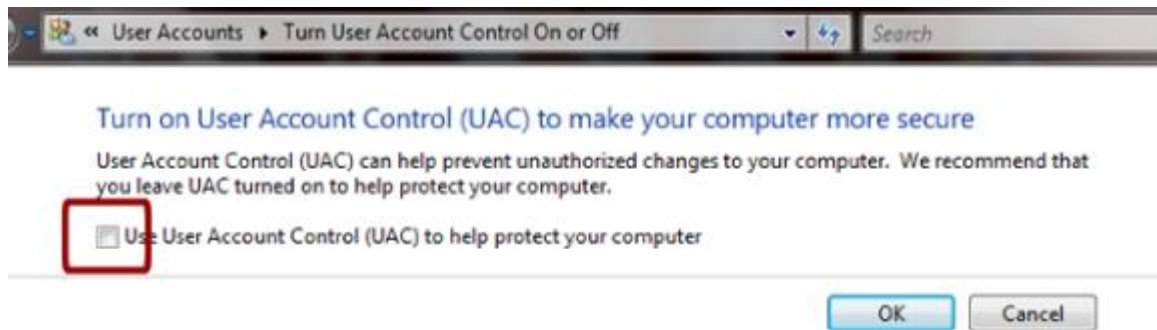 « User Accounts ▸ Turn User Account Control On or Off
Search
Turn on User Account Control (UAC) to make your computer more secure
User Account Control (UAC) can help prevent unauthorized changes to your computer. We recommend that
you leave UAC turned on to help protect your computer.
Use User Account Control (UAC) to help protect your computer
OK
Cancel